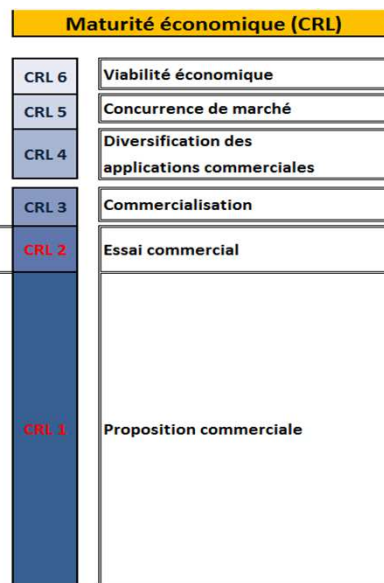 Maturité économique (CRL)
CRL 6 Viabilité économique
CRL 5 Concurrence de marché
CRL 4 Diversification des
applications commerciales
CRL 3 Commercialisation
CRL 2 Essai commercial
CRL 1 Proposition commerciale